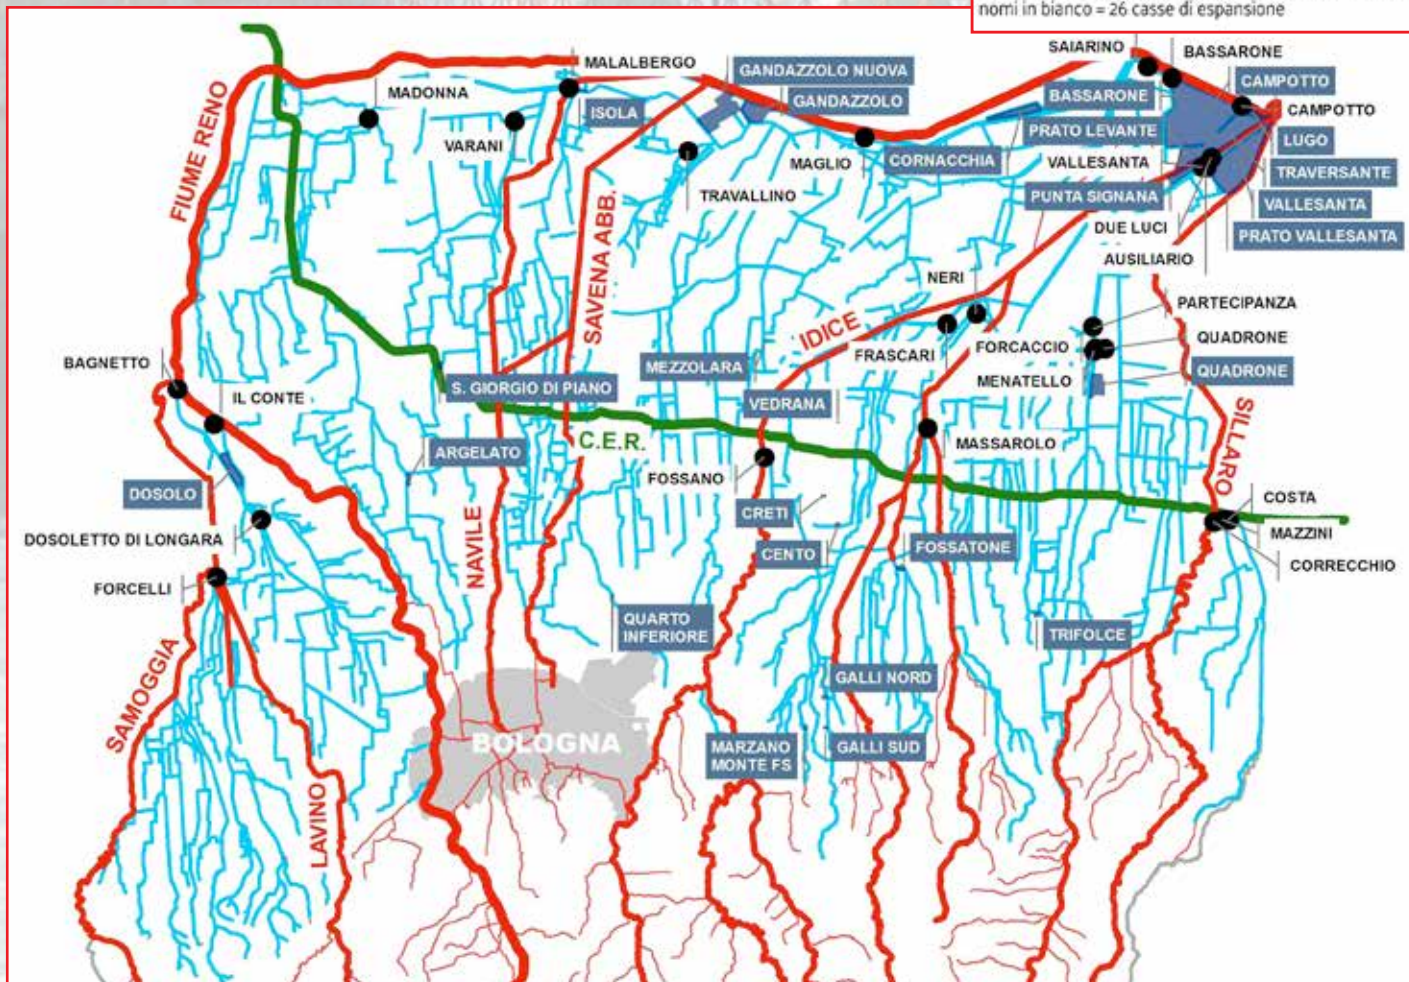 nomi in bianco = 26 casse di espansione
SAIARINO
BASSARONE
MALALBERGO
GANDAZZOLO NUOVA
CAMPOTTO
MADONNA
BASSARONE
GANDAZZOLO
CAMPOTTO
ISOLA
PRATO LEVANTE
LUGO
VARANI
MAGLIO
CORNACCHIA
VALLESANTA
TRAVERSANTE
FIUME RENO
TRAVALLINO
PUNTA SIGNANA
VALLESANTA
DUE LUCI
PRATO VALLESANTA
SAVENA ABB.
AUSILIARIO
NERI
PARTECIPANZA
IDICE
FRASCARI
FORCACCIO
QUADRONE
BAGNETTO
MEZZOLARA
MENATELLO
QUADRONE
S. GIORGIO DI PIANO
IL CONTE
VEDRANA
C.E.R.
MASSAROLO
SILLARO
ARGELATO
FOSSANO
DOSOLO
COSTA
CRETI
MAZZINI
DOSOLETTO DI LONGARA
NAVILE
CENTO
FOSSATONE
CORRECCHIO
FORCELLI
QUARTO
INFERIORE
TRIFOLCE
SAMOGGIA
GALLI NORD
BOLOGNA
MARZANO
MONTE FS
GALLI SUD
LAVINO